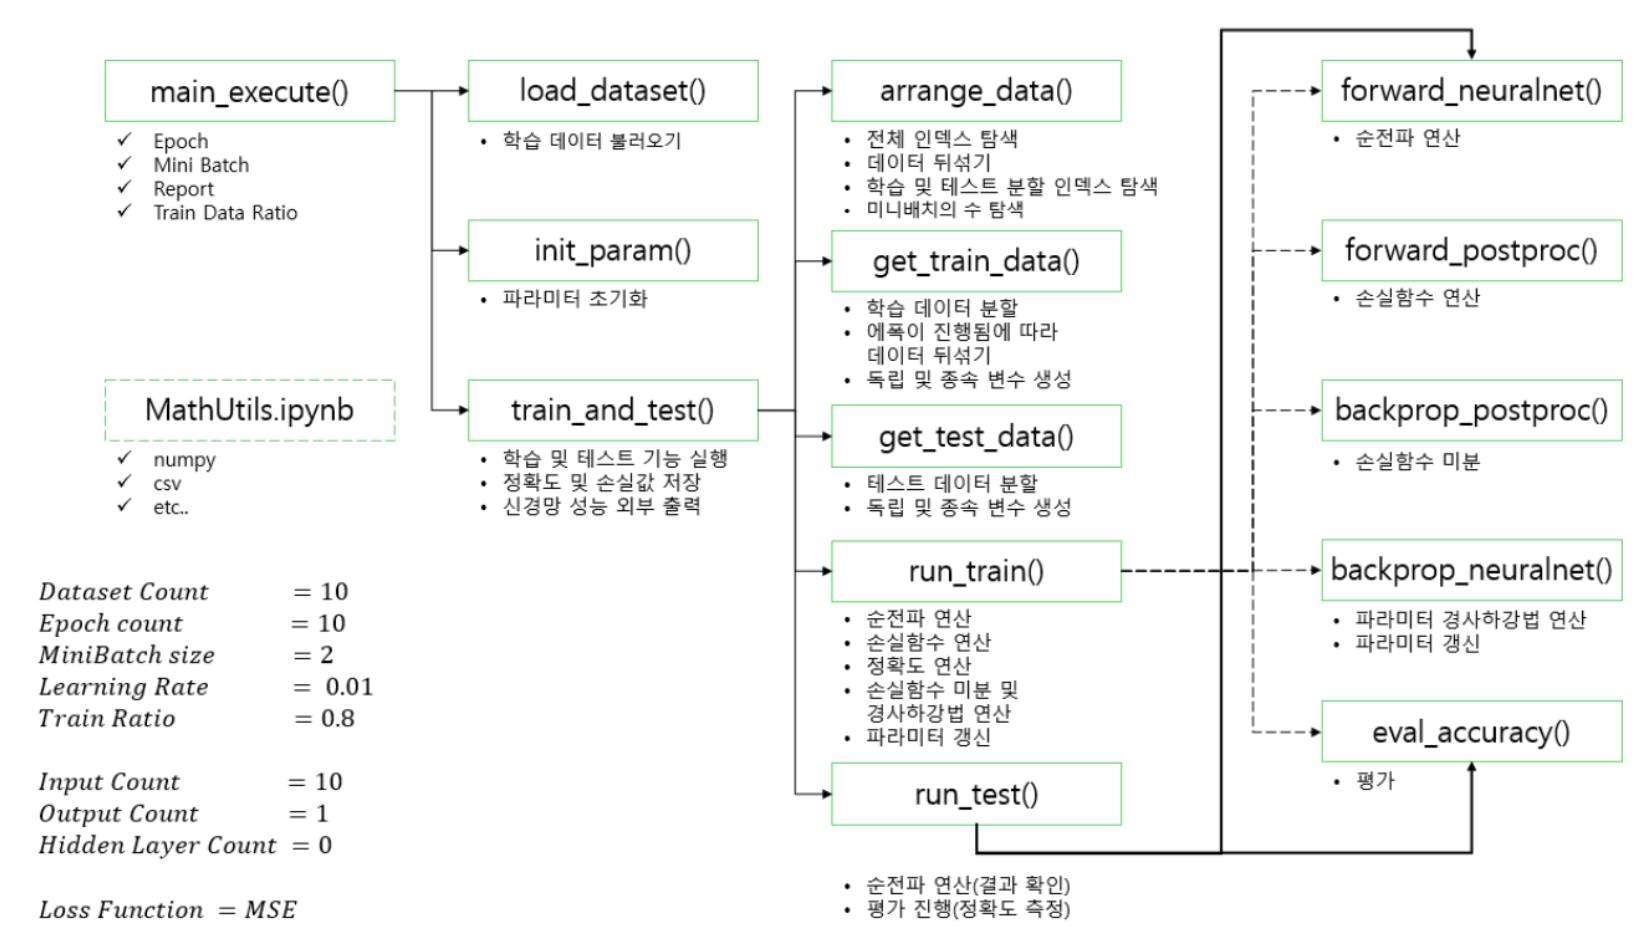 main_execute()
✓ Epoch
✓ Mini Batch
✓ Report
✓ Train Data Ratio
MathUtils.ipynb
✓ numpy
✓ csv
✓ etc..
Dataset Count = 10
Epoch count = 10
MiniBatch size = 2
Learning Rate = 0.01
Train Ratio = 0.8
Input Count = 10
Output Count = 1
Hidden Layer Count = 0
Loss Function = MSE
load_dataset()
• 학습 데이터 불러오기
init_param()
• 파라미터 초기화
train_and_test()
• 학습 및 테스트 기능 실행
• 정확도 및 손실값 저장
• 신경망 성능 외부 출력
arrange_data()
• 전체 인덱스 탐색
• 데이터 뒤섞기
• 학습 및 테스트 분할 인덱스 탐색
• 미니배치의 수 탐색
get_train_data()
• 학습 데이터 분할
• 에폭이 진행됨에 따라
데이터 뒤섞기
• 독립 및 종속 변수 생성
get_test_data()
• 테스트 데이터 분할
• 독립 및 종속 변수 생성
run_train()
• 순전파 연산
• 손실함수 연산
• 정확도 연산
• 손실함수 미분 및
경사하강법 연산
• 파라미터 갱신
run_test()
• 순전파 연산(결과 확인)
• 평가 진행(정확도 측정)
forward_neuralnet()
• 순전파 연산
forward_postproc()
• 손실함수 연산
backprop_postproc()
• 손실함수 미분
backprop_neuralnet()
• 파라미터 경사하강법 연산
• 파라미터 갱신
eval_accuracy()
• 평가